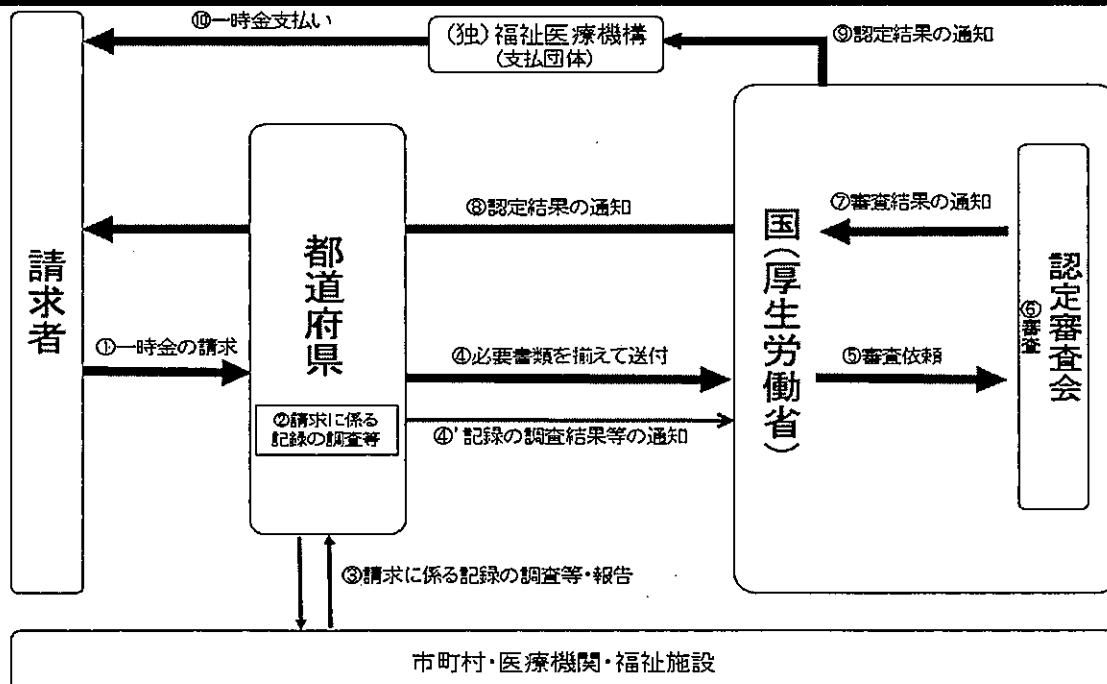 ⑩一時金支払い
(独)福祉医療機構
(支払団体)
⑨認定結果の通知
請求者
都道府県
国(厚生労働省)
認定審査会
⑥審査
⑧認定結果の通知
⑦審査結果の通知
①一時金の請求
④必要書類を揃えて送付
⑤審査依頼
②請求に係る
記録の調査等
④'記録の調査結果等の通知
③請求に係る記録の調査等・報告
市町村・医療機関・福祉施設